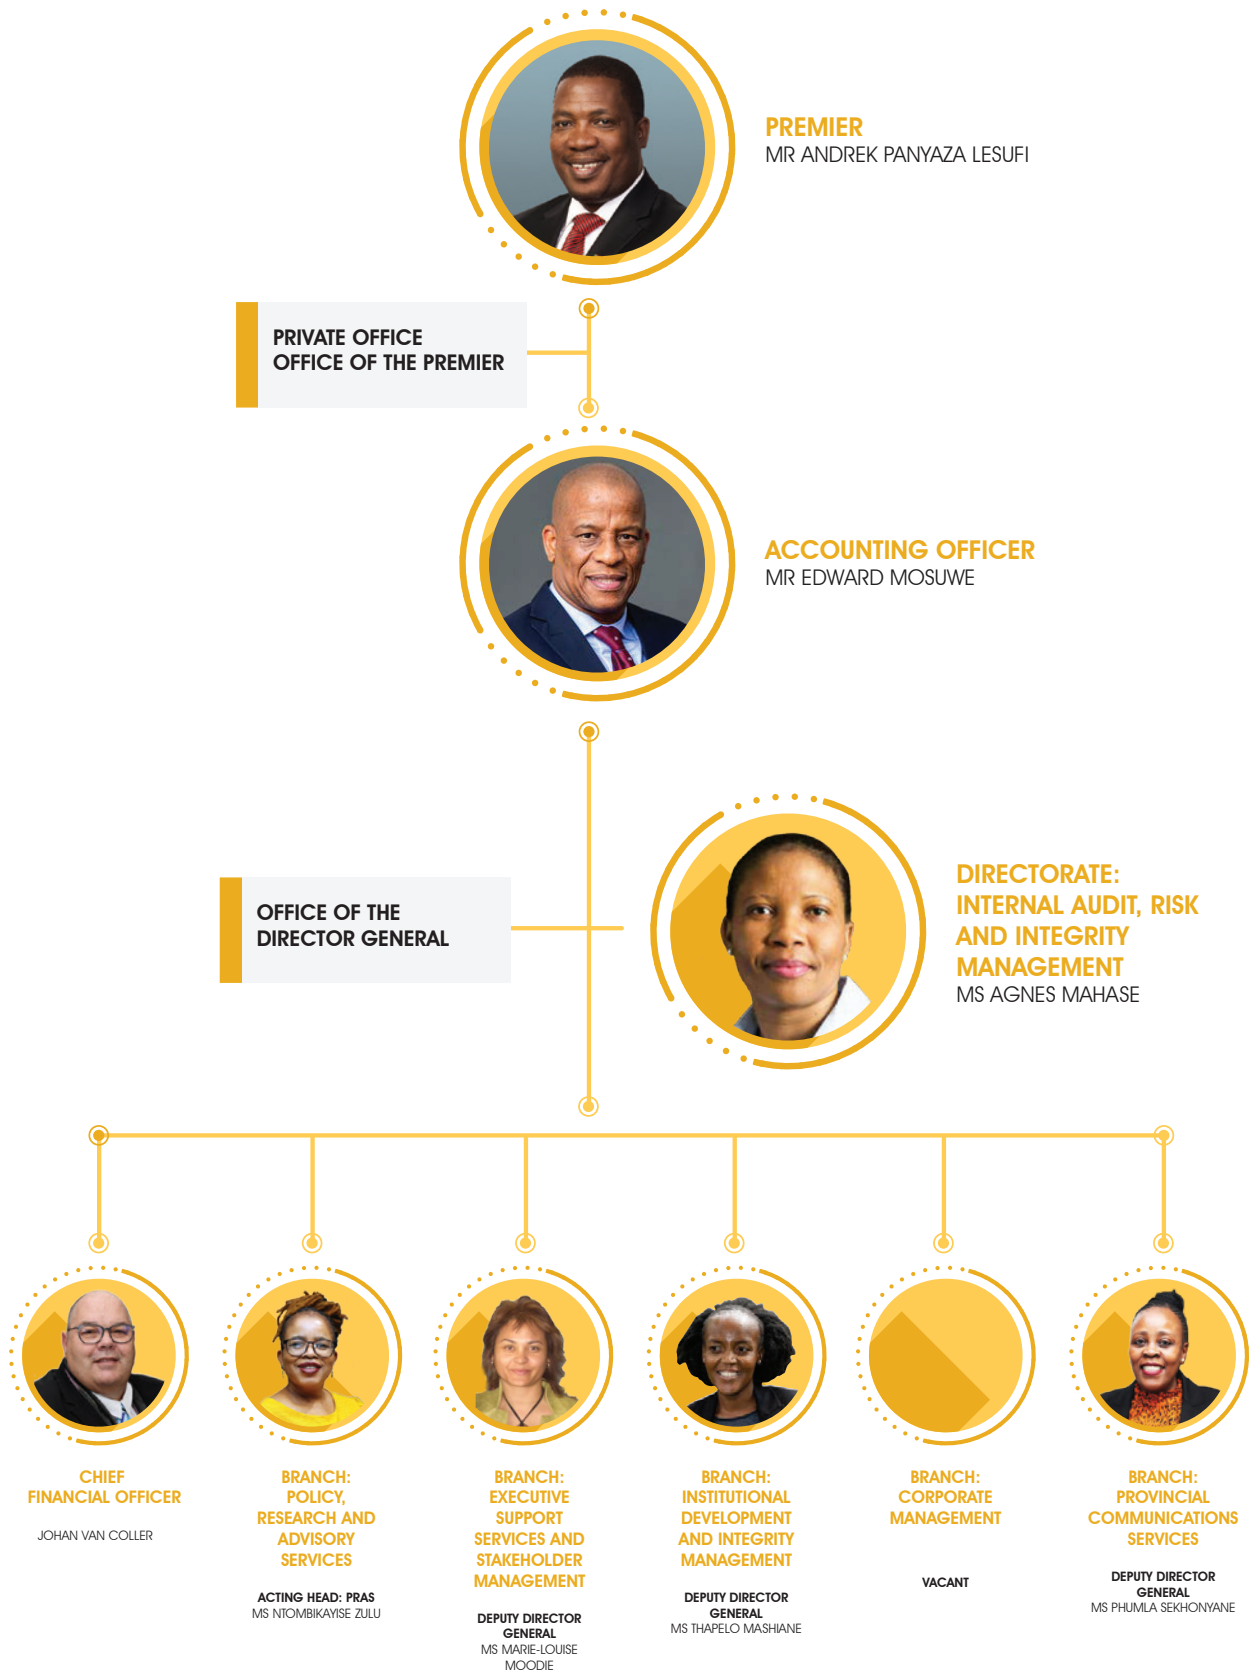 PREMIER
MR ANDREK PANYAZA LESUFI
PRIVATE OFFICE
OFFICE OF THE PREMIER
ACCOUNTING OFFICER
MR EDWARD MOSUWE
OFFICE OF THE
DIRECTOR GENERAL
DIRECTORATE:
INTERNAL AUDIT, RISK
AND INTEGRITY
MANAGEMENT
MS AGNES MAHASE
CHIEF
FINANCIAL OFFICER
JOHAN VAN COLLER
BRANCH:
POLICY,
RESEARCH AND
ADVISORY
SERVICES
ACTING HEAD: PRAS
MS NTOMBIKAYISE ZULU
BRANCH:
EXECUTIVE
SUPPORT
SERVICES AND
STAKEHOLDER
MANAGEMENT
DEPUTY DIRECTOR
GENERAL
MS MARIE-LOUISE
MOODIE
BRANCH:
INSTITUTIONAL
DEVELOPMENT
AND INTEGRITY
MANAGEMENT
DEPUTY DIRECTOR
GENERAL
MS THAPELO MASHIANE
BRANCH:
CORPORATE
MANAGEMENT
VACANT
BRANCH:
PROVINCIAL
COMMUNICATIONS
SERVICES
DEPUTY DIRECTOR
GENERAL
MS PHUMLA SEKHONYANE